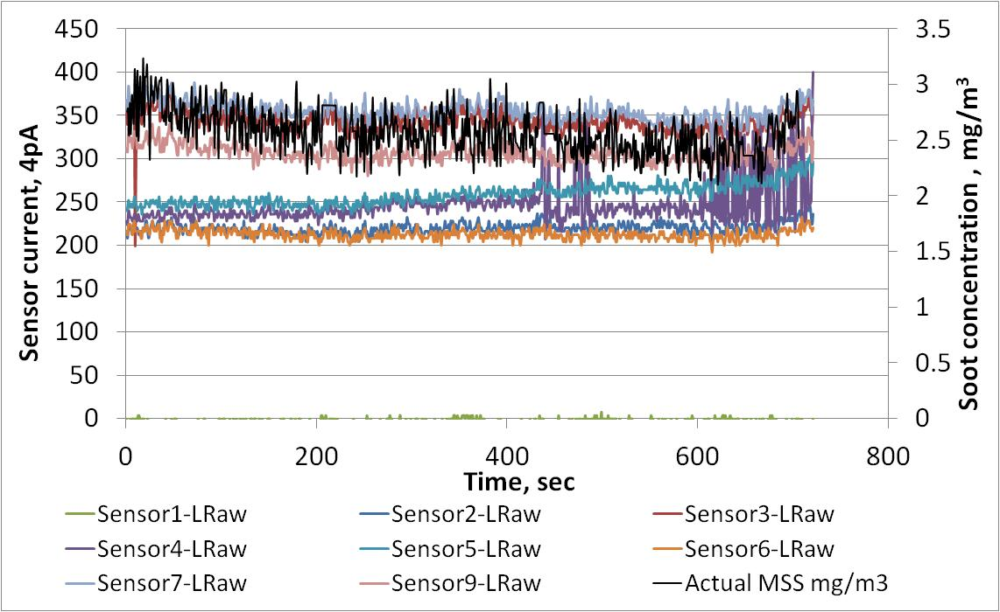 450
400
350
300
250
200
150
100
50
0
Sensor current, 4pA
3.5
3
2.5
2
1.5
1
0.5
0
Soot concentration , mg/m³
0 200 400 600 800
Time, sec
Sensor1-LRaw Sensor2-LRaw Sensor3-LRaw
Sensor4-LRaw Sensor5-LRaw Sensor6-LRaw
Sensor7-LRaw Sensor9-LRaw Actual MSS mg/m3